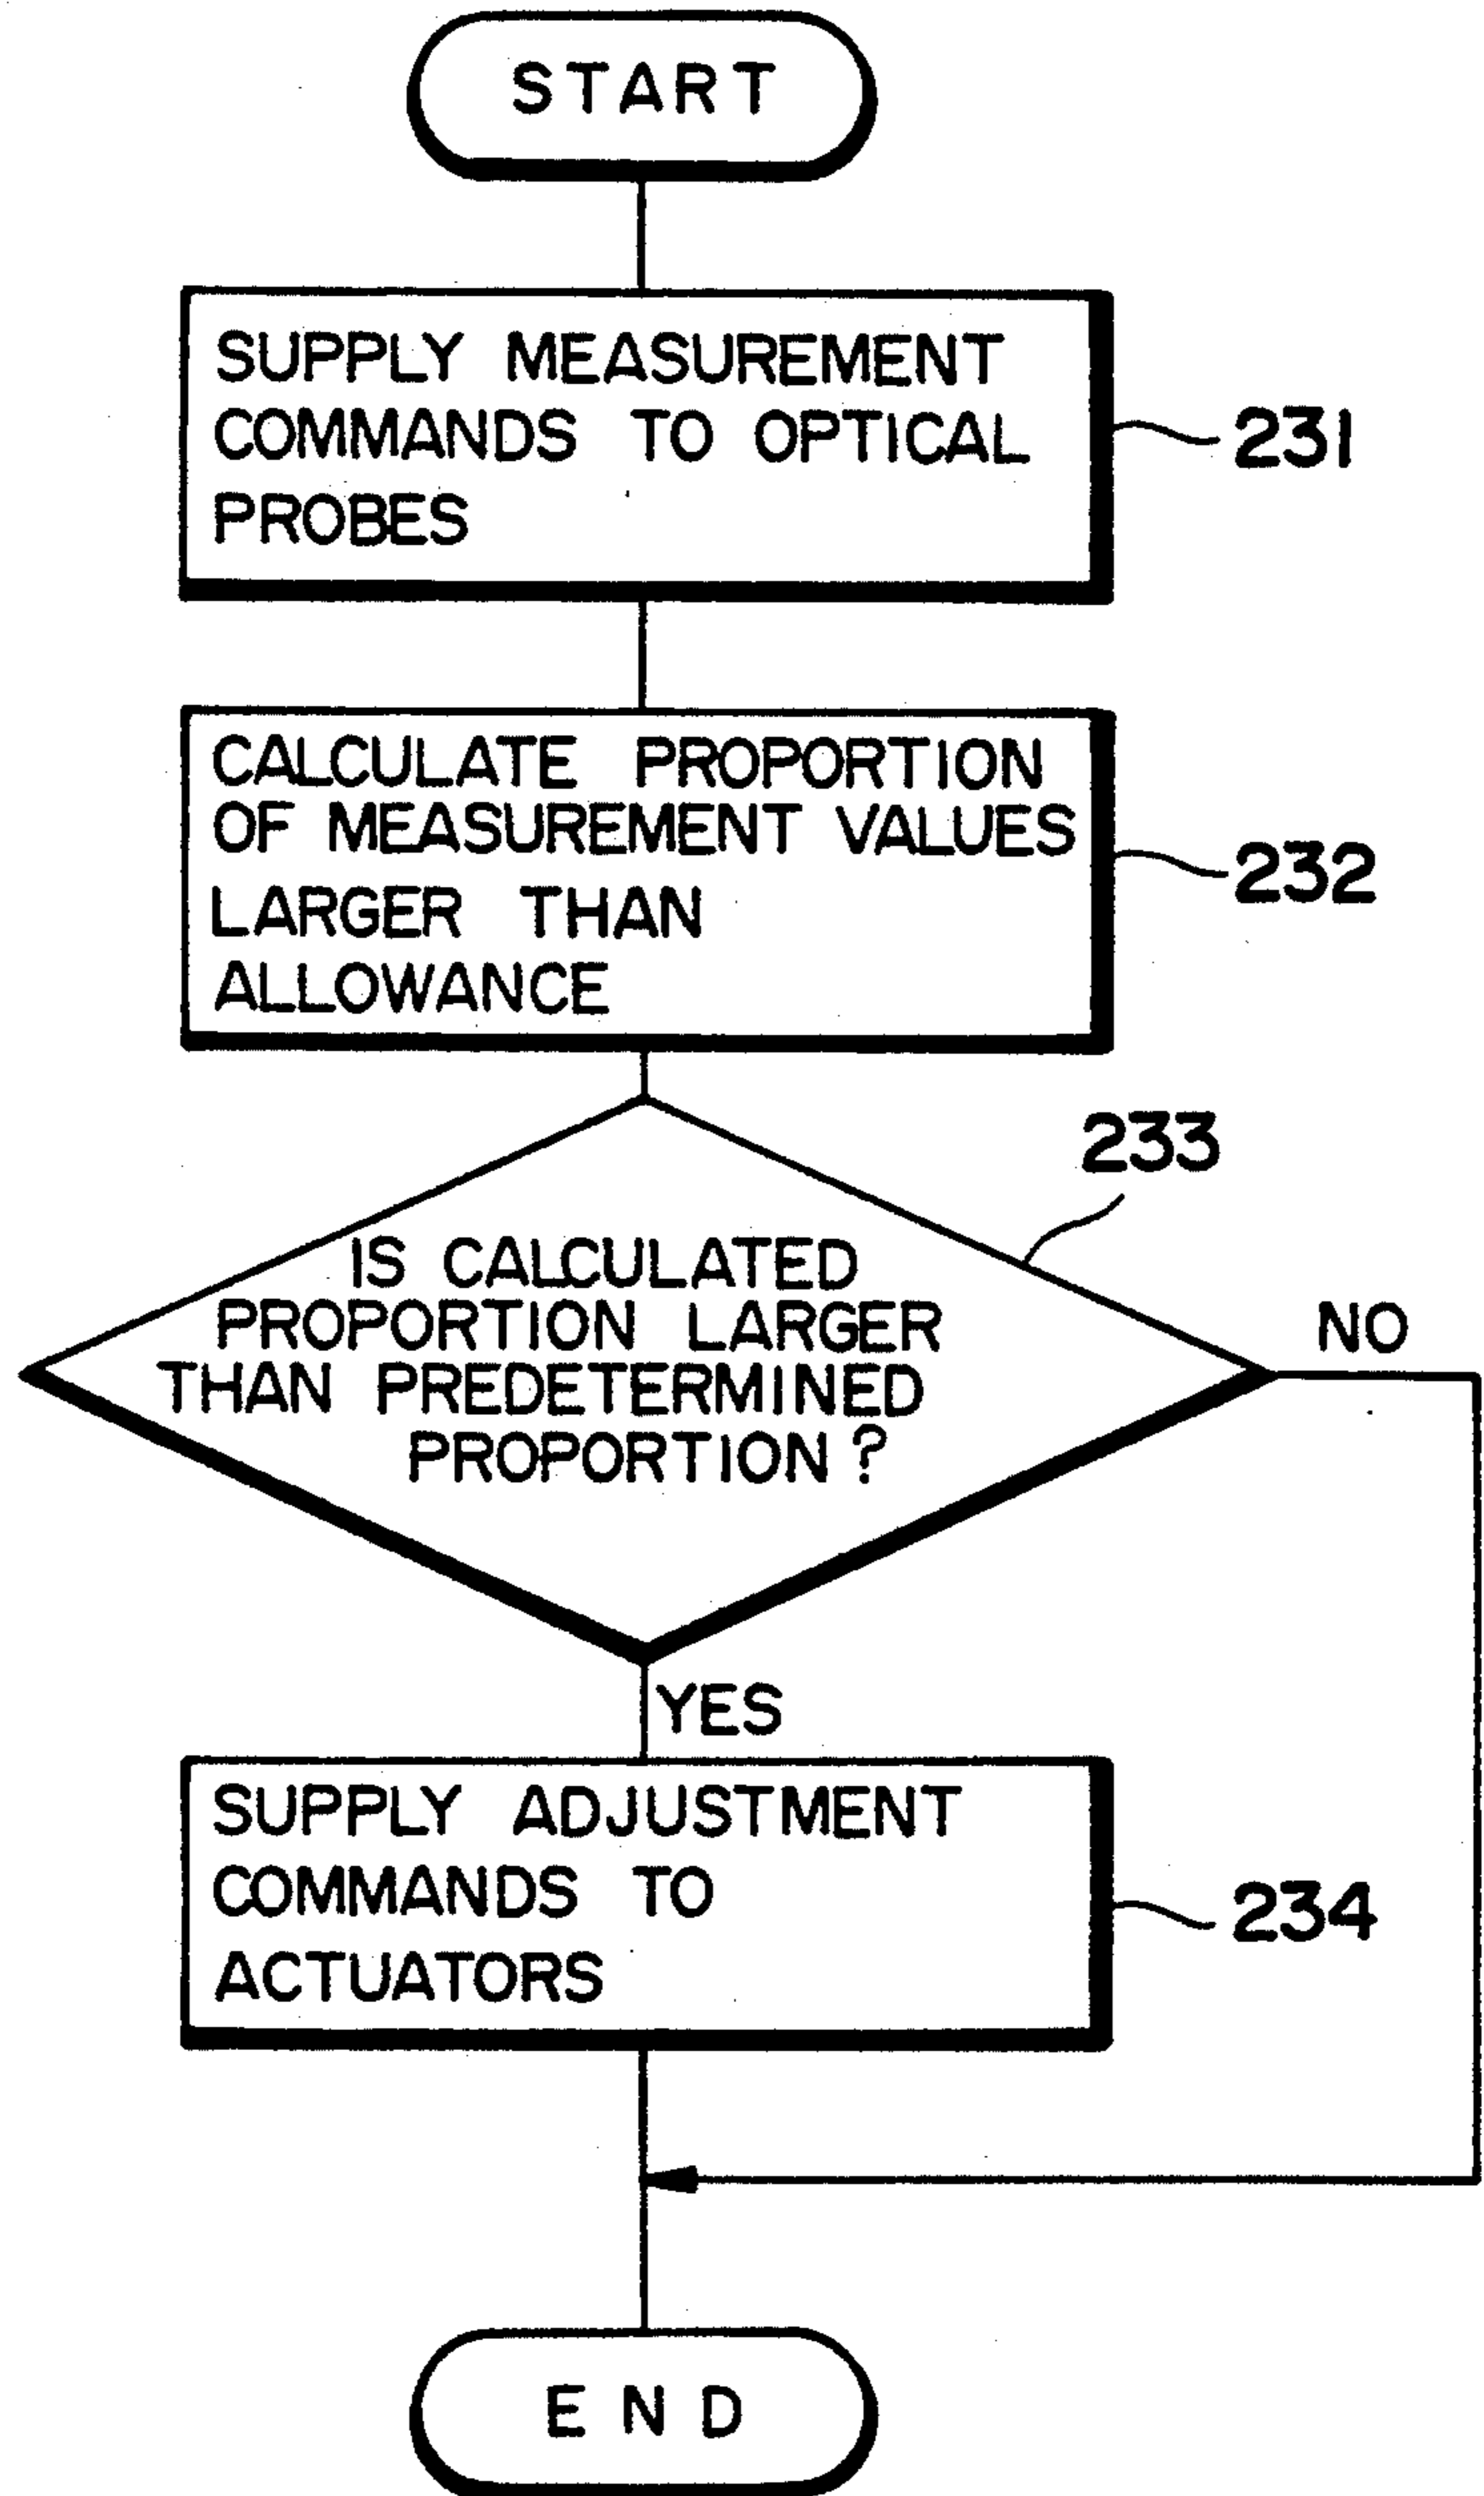 START
SUPPLY MEASUREMENT
COMMANDS TO OPTICAL
PROBES
231
CALCULATE PROPORTION
OF MEASUREMENT VALUES
LARGER THAN
ALLOWANCE
232
233
IS CALCULATED
PROPORTION LARGER
THAN PREDETERMINED
PROPORTION ?
NO
YES
SUPPLY ADJUSTMENT
COMMANDS TO
ACTUATORS
234
END